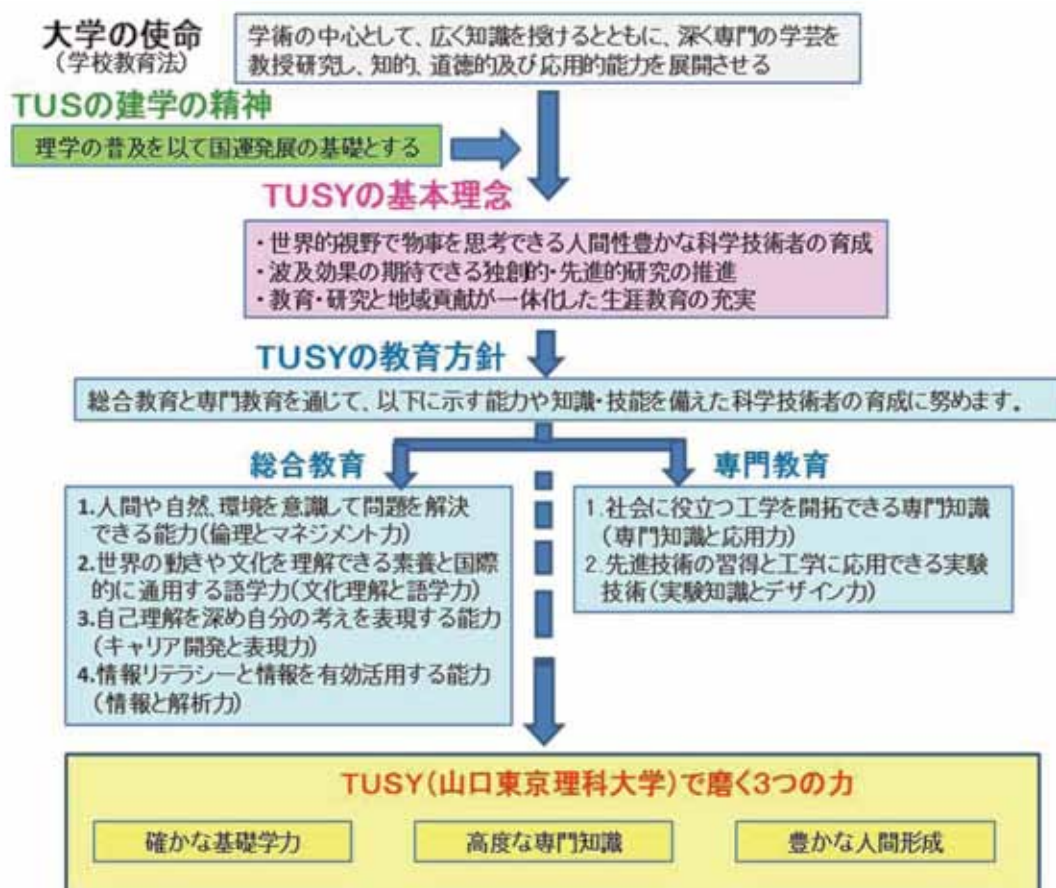 大学の使命
(学校教育法)
学術の中心として、広く知識を授けるとともに、深く専門の学芸を
教授研究し、知的、道徳的及び応用的能力を展開させる
TUSの建学の精神
理学の普及を以て国運発展の基礎とする
TUSYの基本理念
・世界的視野で物事を思考できる人間性豊かな科学技術者の育成
・波及効果の期待できる独創的・先進的研究の推進
・教育・研究と地域貢献が一体化した生涯教育の充実
TUSYの教育方針
総合教育と専門教育を通じて、以下に示す能力や知識・技能を備えた科学技術者の育成に努めます。
総合教育
1.人間や自然、環境を意識して問題を解決
できる能力(倫理とマネジメント力)
2.世界の動きや文化を理解できる素養と国際
的に通用する語学力(文化理解と語学力)
3.自己理解を深め自分の考えを表現する能力
(キャリア開発と表現力)
4.情報リテラシーと情報を有効活用する能力
(情報と解析力)
専門教育
1.社会に役立つ工学を開拓できる専門知識
(専門知識と応用力)
2.先進技術の習得と工学に応用できる実験
技術(実験知識とデザイン力)
TUSY(山口東京理科大学)で磨く3つの力
確かな基礎学力
高度な専門知識
豊かな人間形成